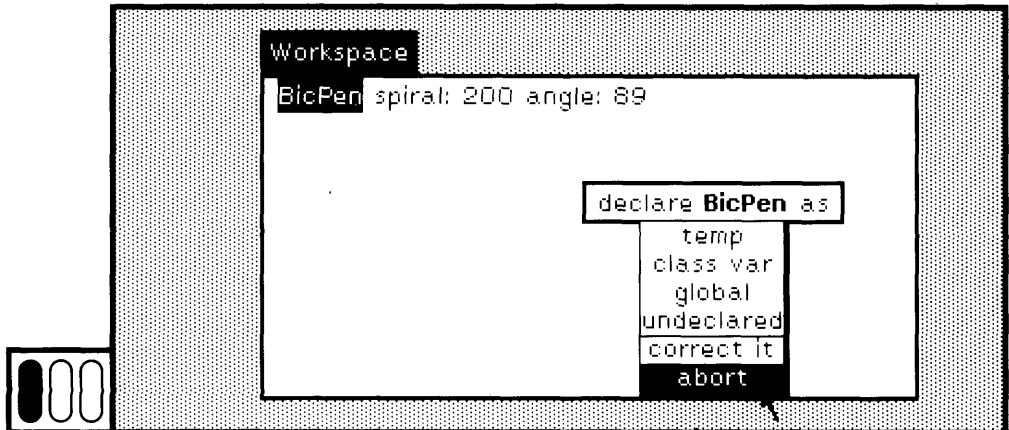 Workspace
BicPen spiral: 200 angle: 89
declare BicPen as
temp
class var
global
undeclared
correct it
abort